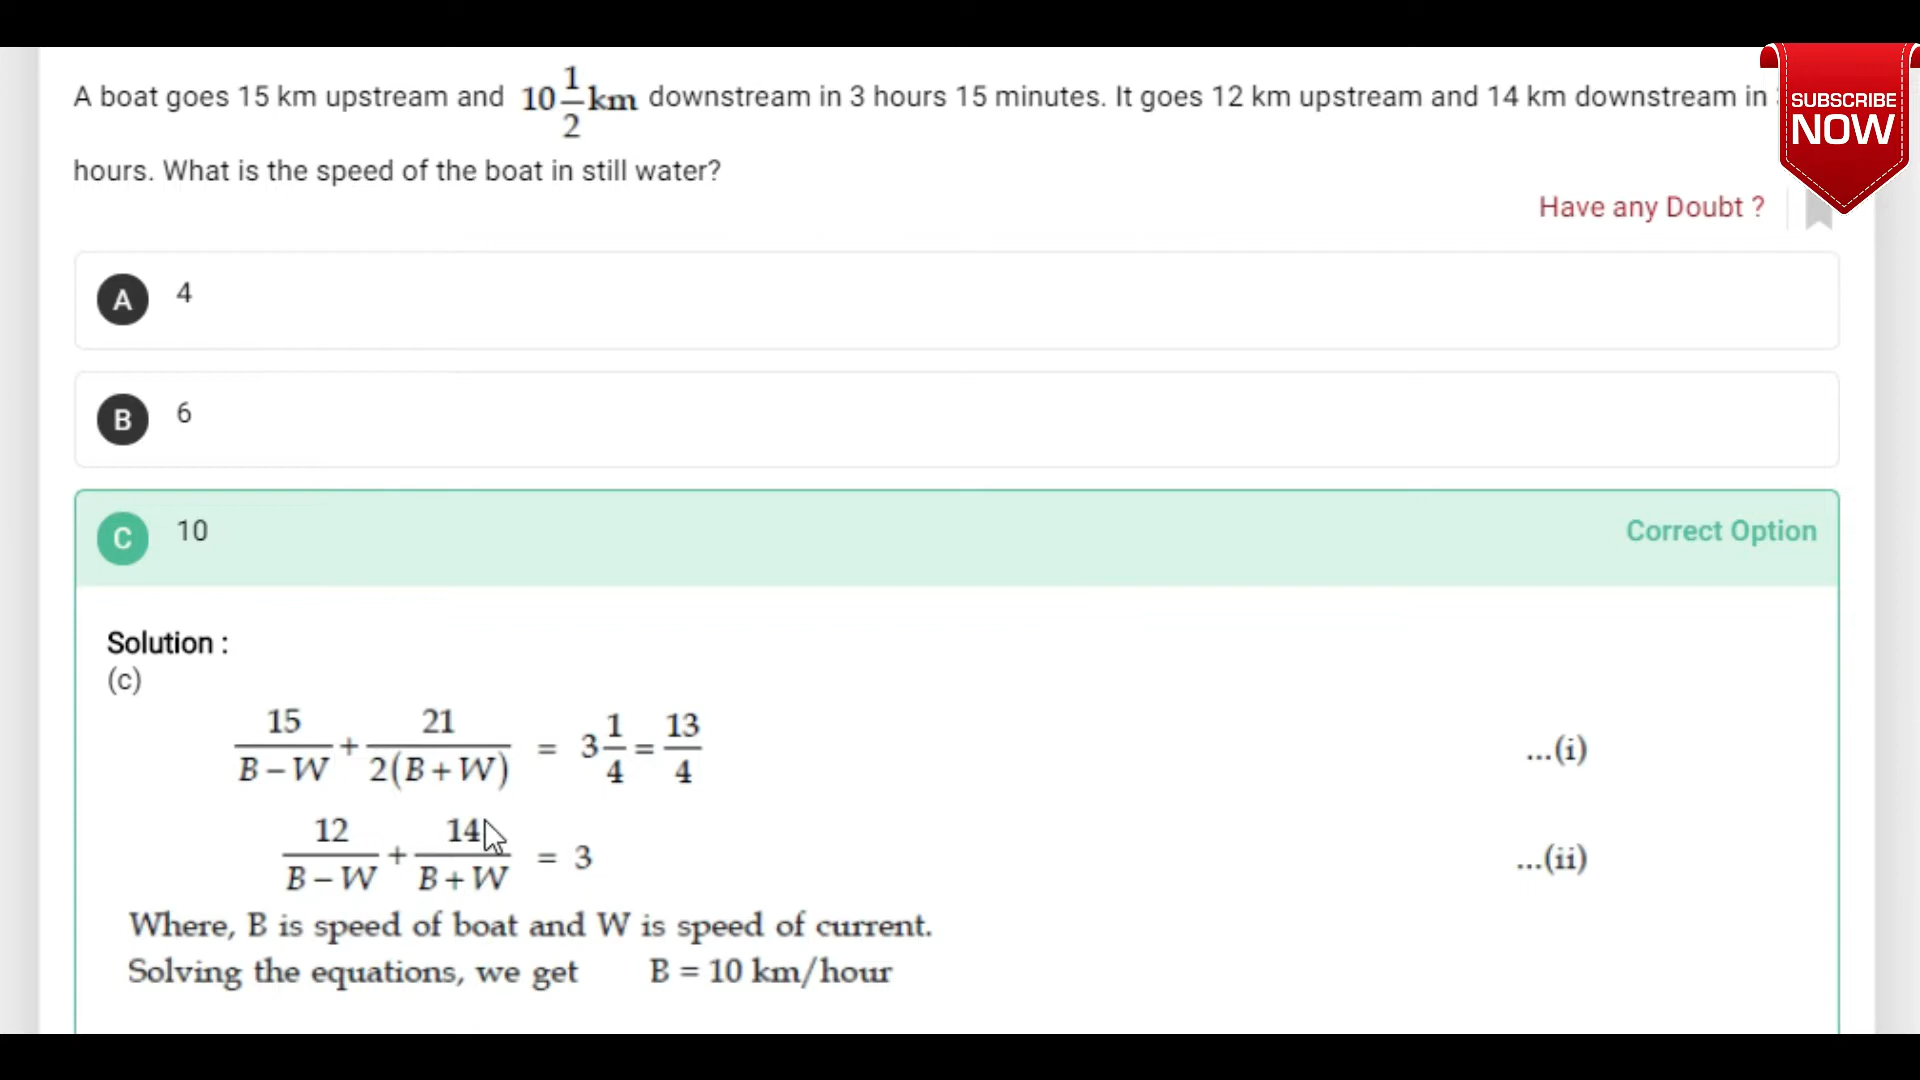 A boat goes 15 km upstream and 10 1/2 km downstream in 3 hours 15 minutes. It goes 12 km upstream and 14 km downstream in
hours. What is the speed of the boat in still water?
SUBSCRIBE
NOW
Have any Doubt ?
A 4
B 6
C 10 Correct Option
Solution :
(c)
15/(B – W) + 21/(2(B + W)) = 3 1/4 = 13/4 ...(i)
12/(B – W) + 14/(B + W) = 3 ...(ii)
Where, B is speed of boat and W is speed of current.
Solving the equations, we get B = 10 km/hour